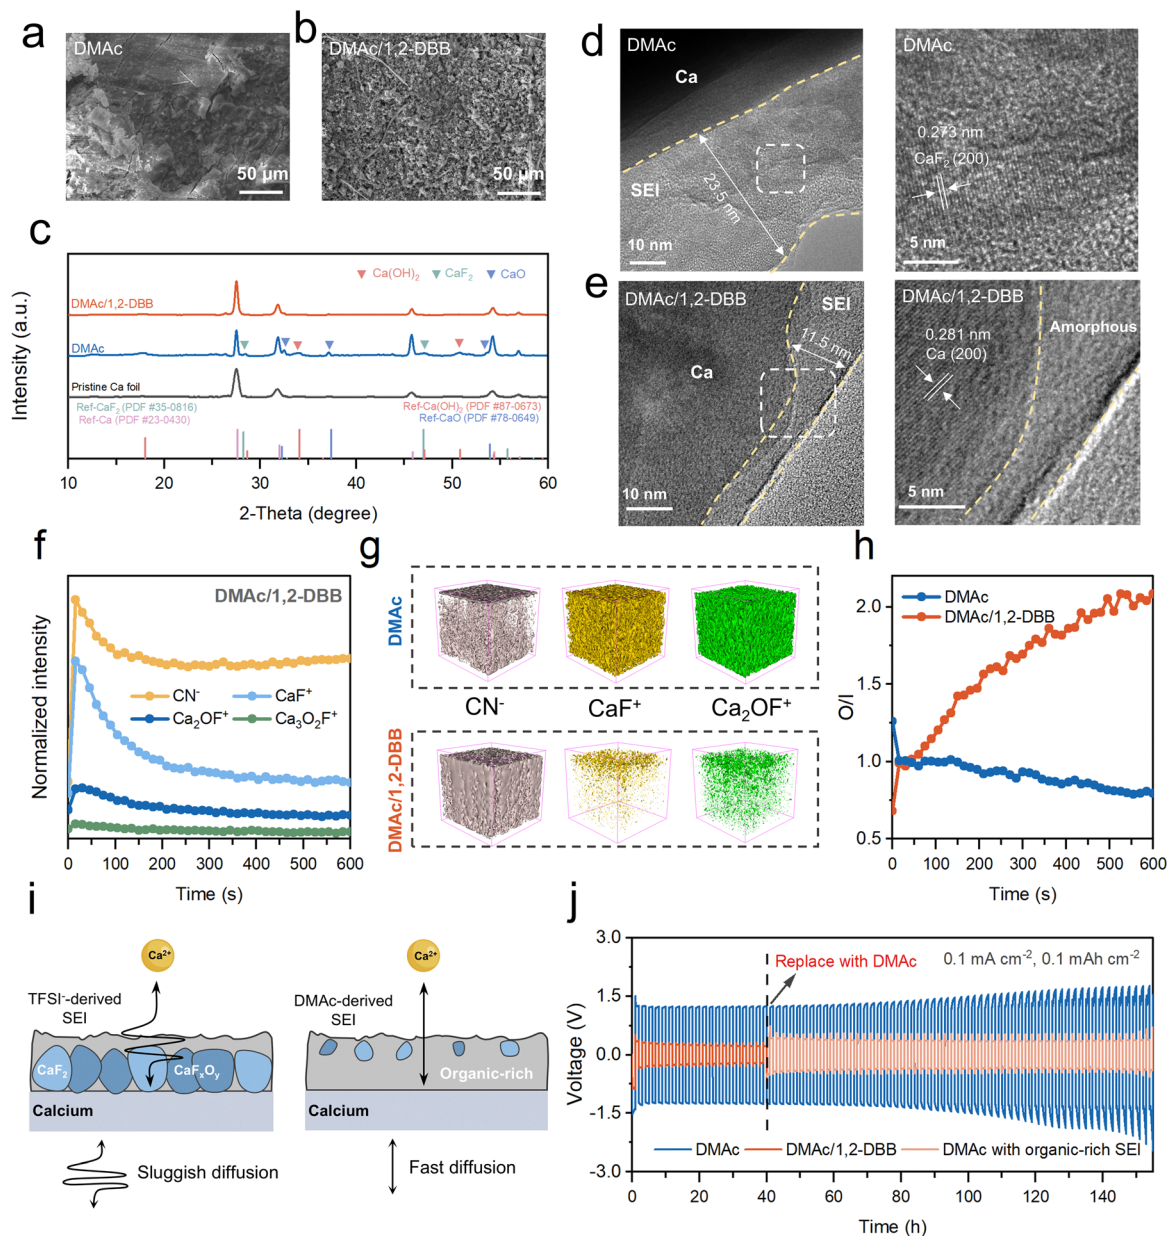 a
DMAc
50 μm
b
DMAc/1,2-DBB
50 μm
c
Intensity (a.u.)
Ca(OH)₂
CaF₂
CaO
DMAc/1,2-DBB
DMAc
Pristine Ca foil
Ref-CaF₂ (PDF #35-0816)
Ref-Ca(OH)₂ (PDF #87-0673)
Ref-Ca (PDF #23-0430)
Ref-CaO (PDF #78-0649)
10 20 30 40 50 60
2-Theta (degree)
d
DMAc
Ca
SEI
23.5 nm
10 nm
DMAc
0.273 nm
CaF₂ (200)
5 nm
e
DMAc/1,2-DBB
SEI
11.5 nm
Ca
10 nm
DMAc/1,2-DBB
Amorphous
0.281 nm
Ca (200)
5 nm
f
Normalized intensity
DMAc/1,2-DBB
CN⁻
CaF⁺
Ca₂OF⁺
Ca₃O₂F⁺
0 100 200 300 400 500 600
Time (s)
g
DMAc
CN⁻
CaF⁺
Ca₂OF⁺
DMAc/1,2-DBB
h
O/I
2.0
1.5
1.0
0.5
DMAc
DMAc/1,2-DBB
0 100 200 300 400 500 600
Time (s)
i
Ca²⁺
TFSI⁻-derived
SEI
CaF₂
CaFₓOᵧ
Calcium
Sluggish diffusion
Ca²⁺
DMAc-derived
SEI
Organic-rich
Calcium
Fast diffusion
j
Voltage (V)
3.0
1.5
0.0
-1.5
-3.0
Replace with DMAc
0.1 mA cm⁻², 0.1 mAh cm⁻²
DMAc
DMAc/1,2-DBB
DMAc with organic-rich SEI
0 20 40 60 80 100 120 140
Time (h)